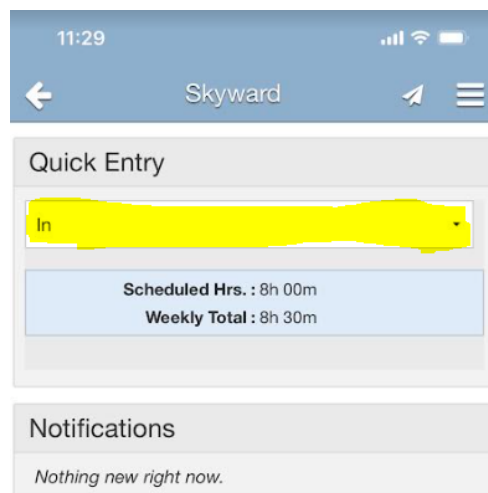 11:29
Skyward
Quick Entry
In
Scheduled Hrs. : 8h 00m
Weekly Total : 8h 30m
Notifications
Nothing new right now.